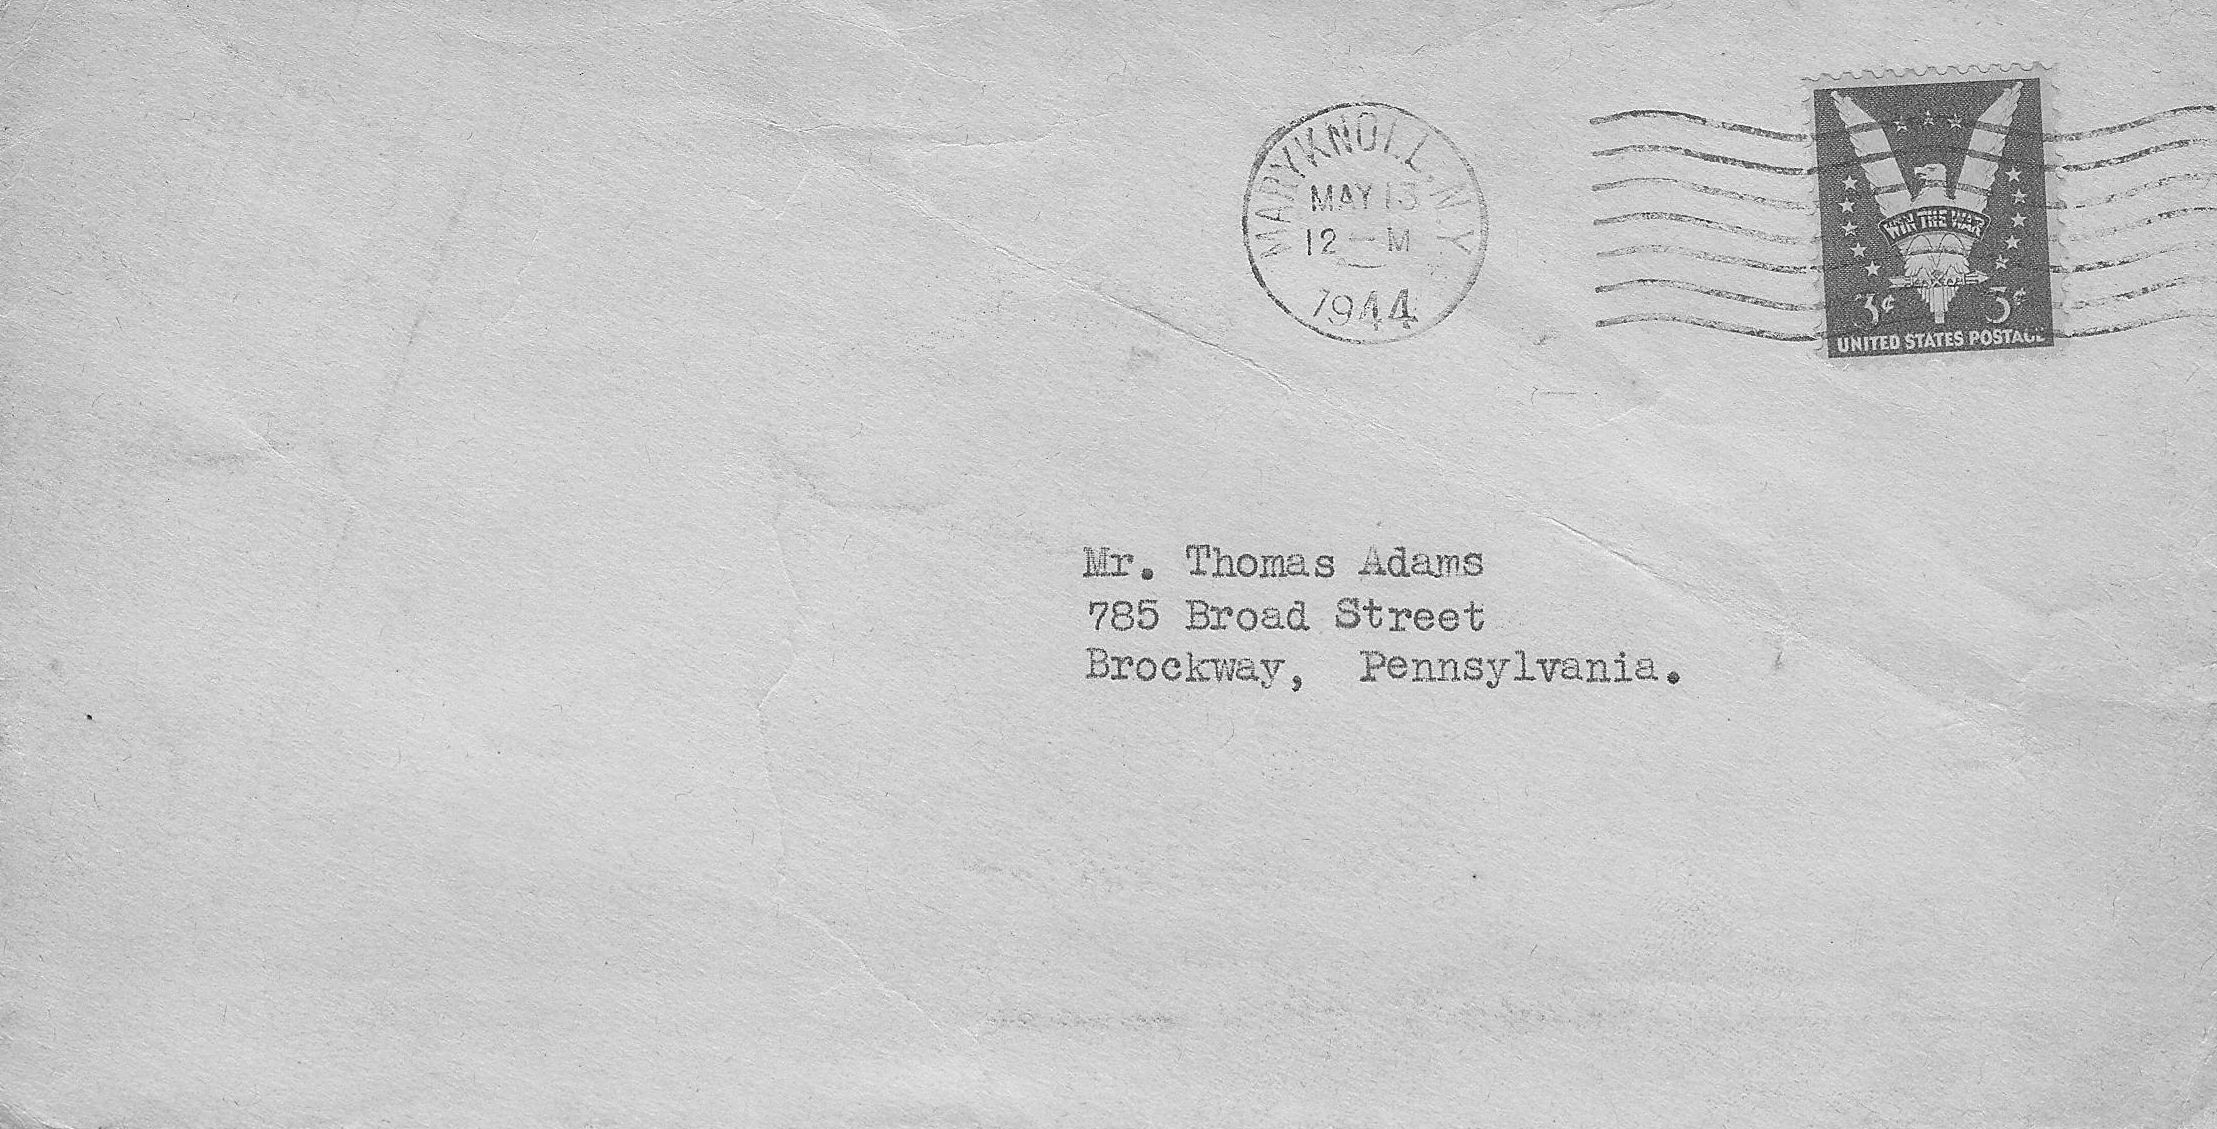 MARYKNOLL, N.Y.
MAY 13
12 — M
1944
WIN THE WAR
3¢ 3¢
UNITED STATES POSTAGE
Mr. Thomas Adams
785 Broad Street
Brockway, Pennsylvania.